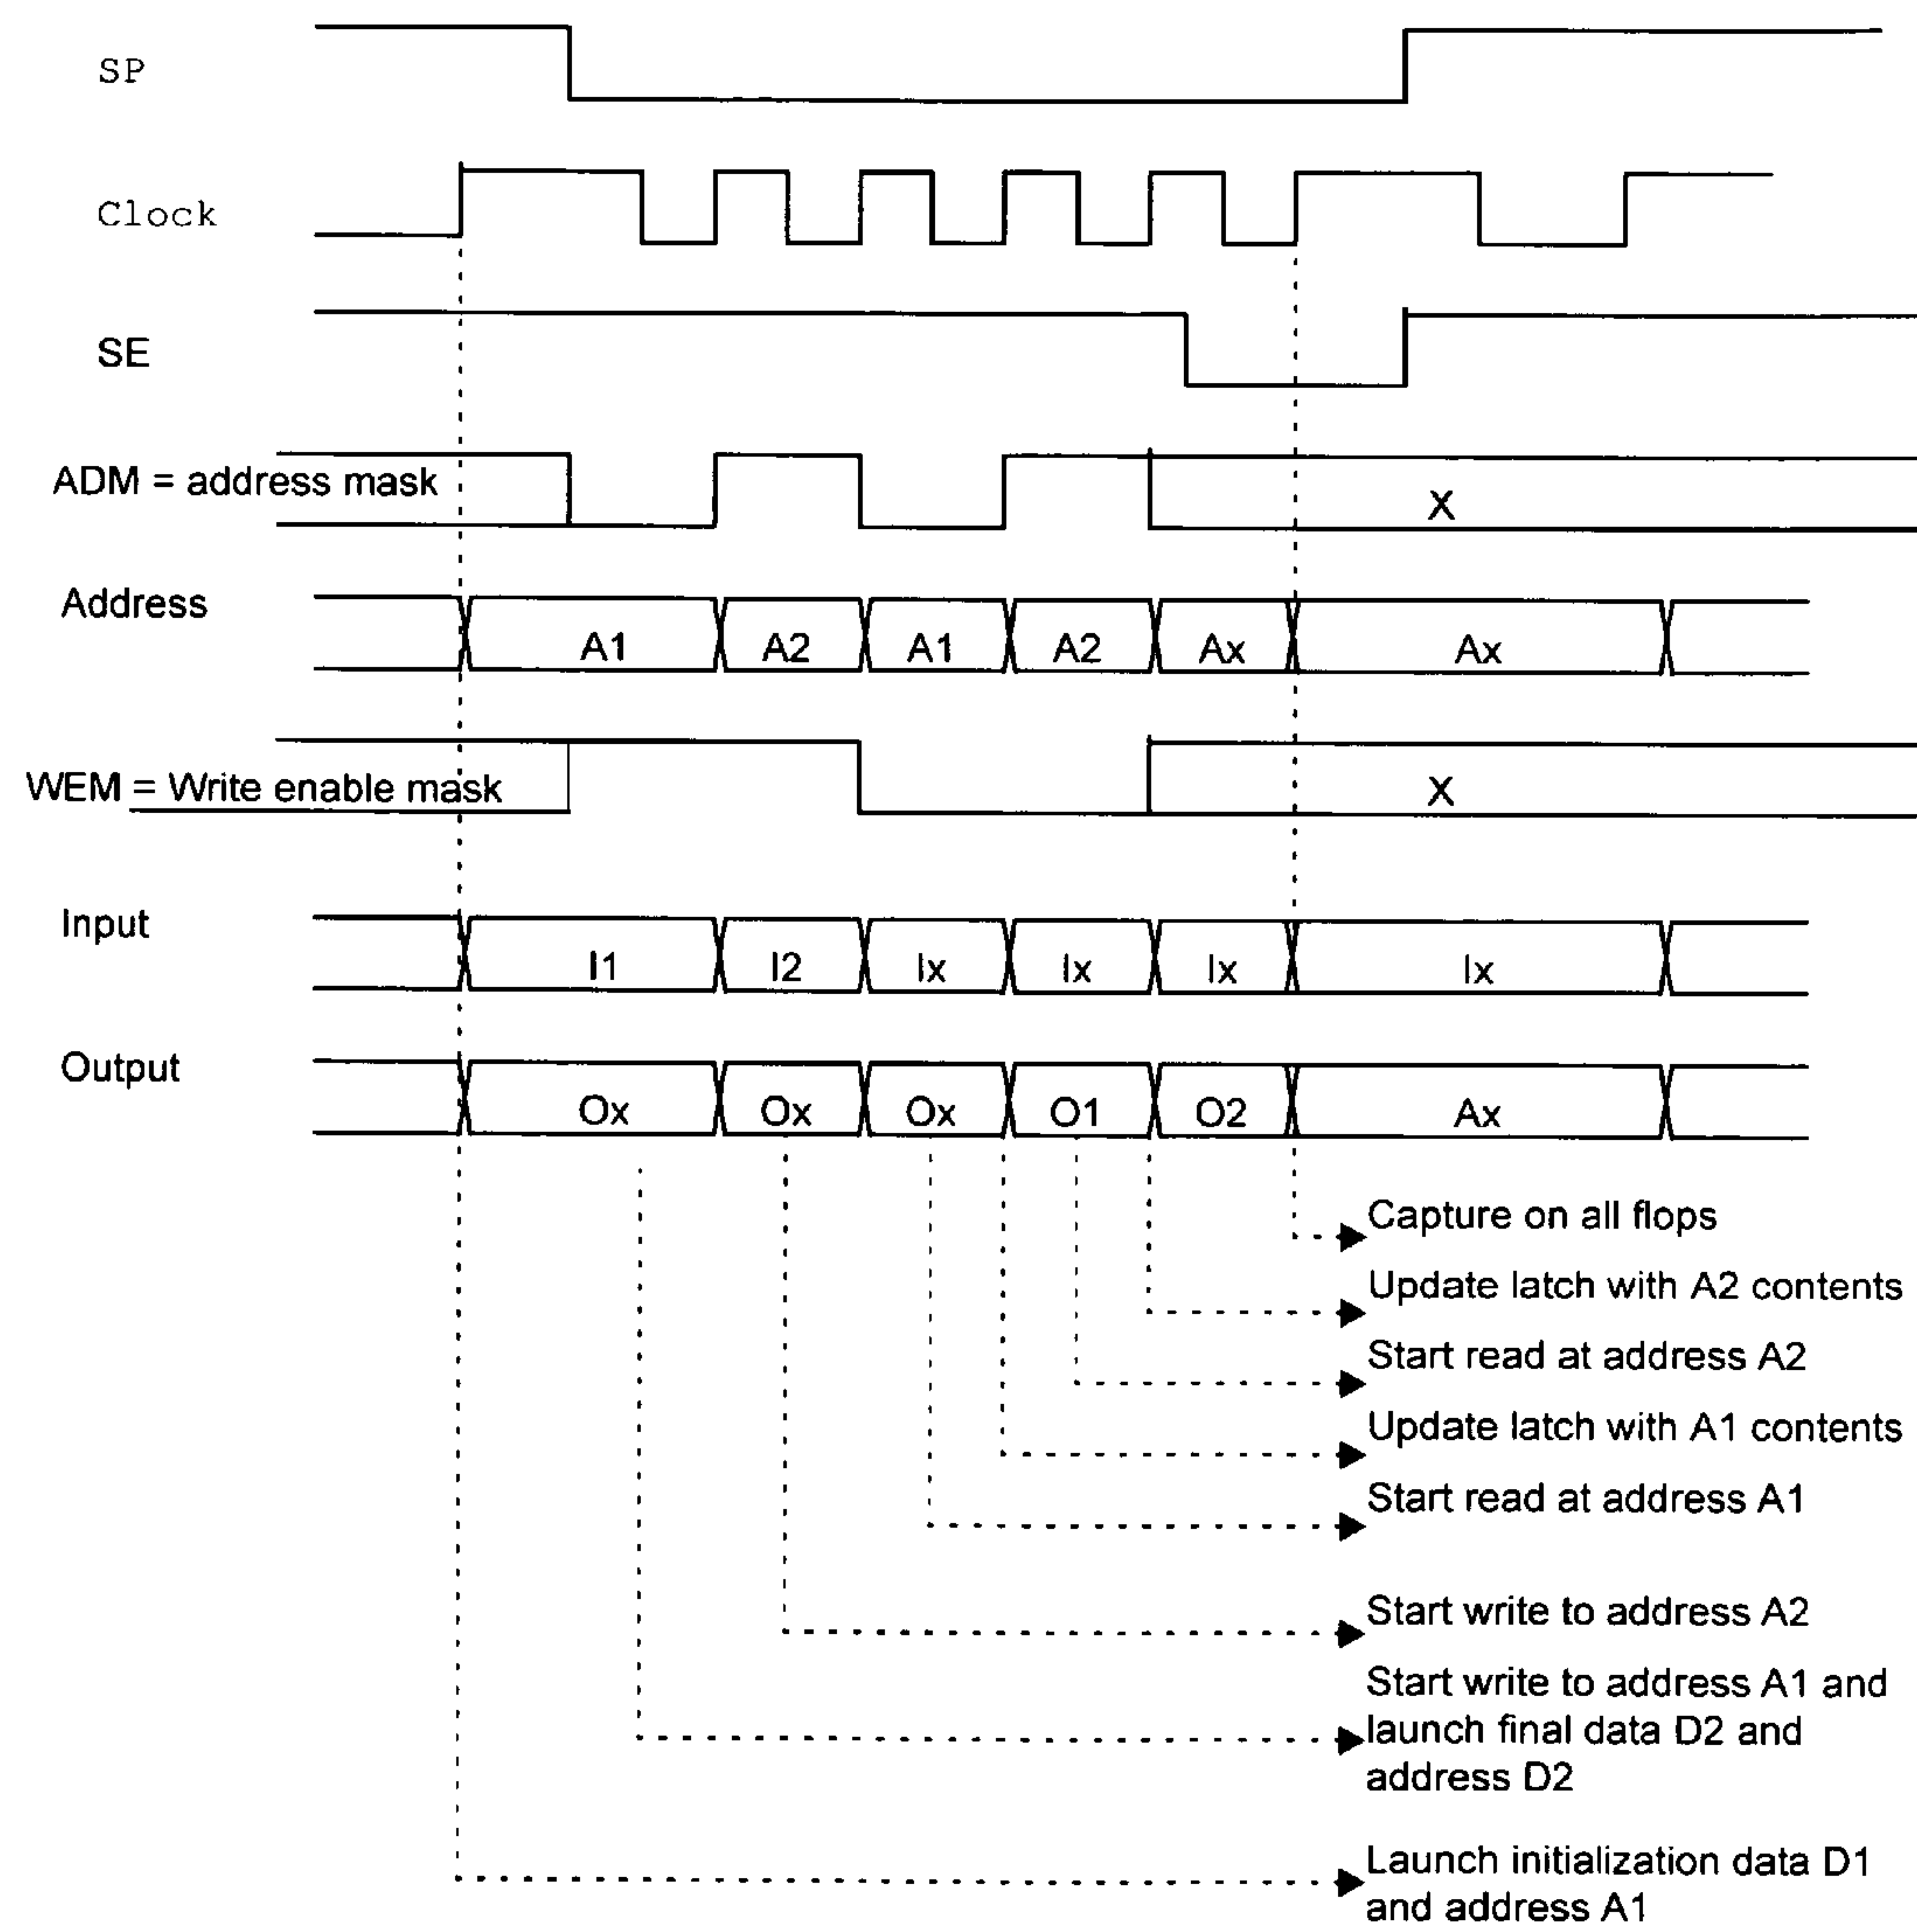 SP
Clock
SE
ADM = address mask
X
Address
A1 A2 A1 A2 Ax Ax
WEM = Write enable mask
X
Input
I1 I2 Ix Ix Ix Ix
Output
Ox Ox Ox O1 O2 Ax
Capture on all flops
Update latch with A2 contents
Start read at address A2
Update latch with A1 contents
Start read at address A1
Start write to address A2
Start write to address A1 and
launch final data D2 and
address D2
Launch initialization data D1
and address A1